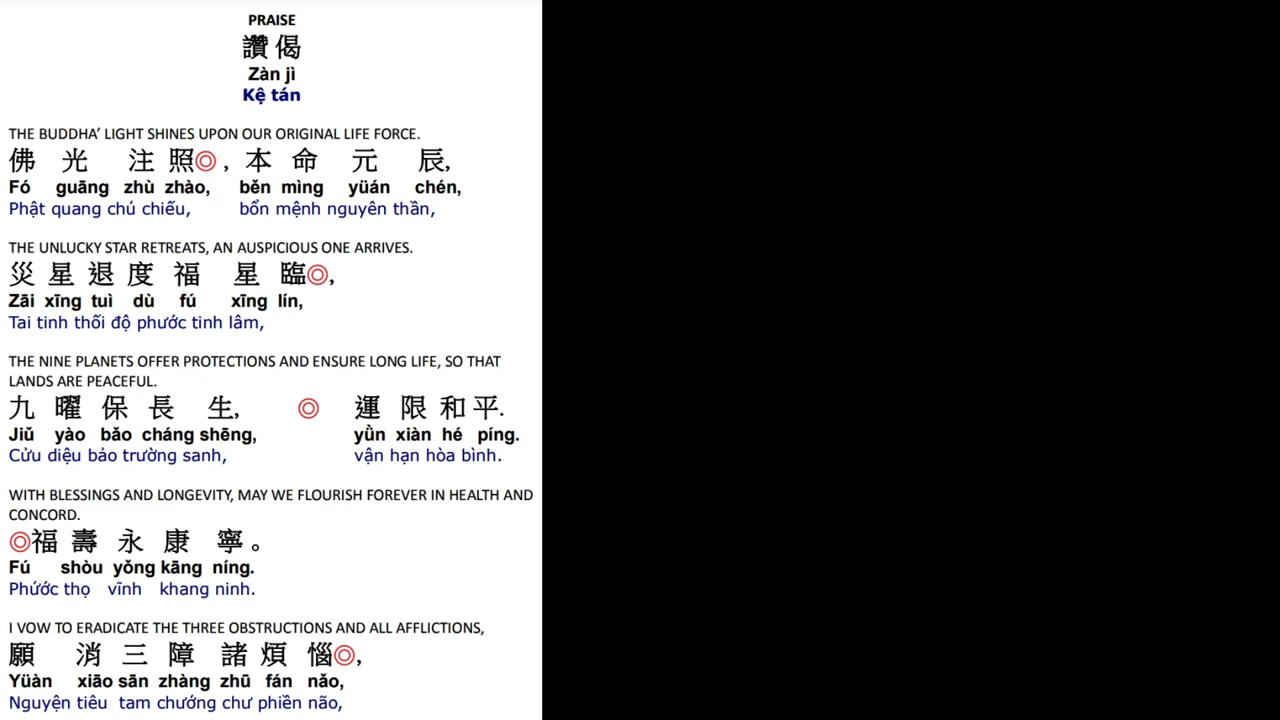 PRAISE
讚 偈
Zàn jì
Kệ tán
THE BUDDHA’ LIGHT SHINES UPON OUR ORIGINAL LIFE FORCE.
佛 光 注 照◎ , 本 命 元 辰,
Fó guāng zhù zhào, běn mìng yüán chén,
Phật quang chú chiếu, bổn mệnh nguyên thần,
THE UNLUCKY STAR RETREATS, AN AUSPICIOUS ONE ARRIVES.
災 星 退 度 福 星 臨◎,
Zāi xīng tuì dù fú xīng lín,
Tai tinh thối độ phước tinh lâm,
THE NINE PLANETS OFFER PROTECTIONS AND ENSURE LONG LIFE, SO THAT
LANDS ARE PEACEFUL.
九 曜 保 長 生, ◎ 運 限 和 平.
Jiǔ yào bǎo cháng shēng, yǜn xiàn hé píng.
Cửu diệu bảo trường sanh, vận hạn hòa bình.
WITH BLESSINGS AND LONGEVITY, MAY WE FLOURISH FOREVER IN HEALTH AND
CONCORD.
◎福 壽 永 康 寧 。
Fú shòu yǒng kāng níng.
Phứớc thọ vĩnh khang ninh.
I VOW TO ERADICATE THE THREE OBSTRUCTIONS AND ALL AFFLICTIONS,
願 消 三 障 諸 煩 惱◎,
Yüàn xiāo sān zhàng zhū fán nǎo,
Nguyện tiêu tam chướng chư phiền não,